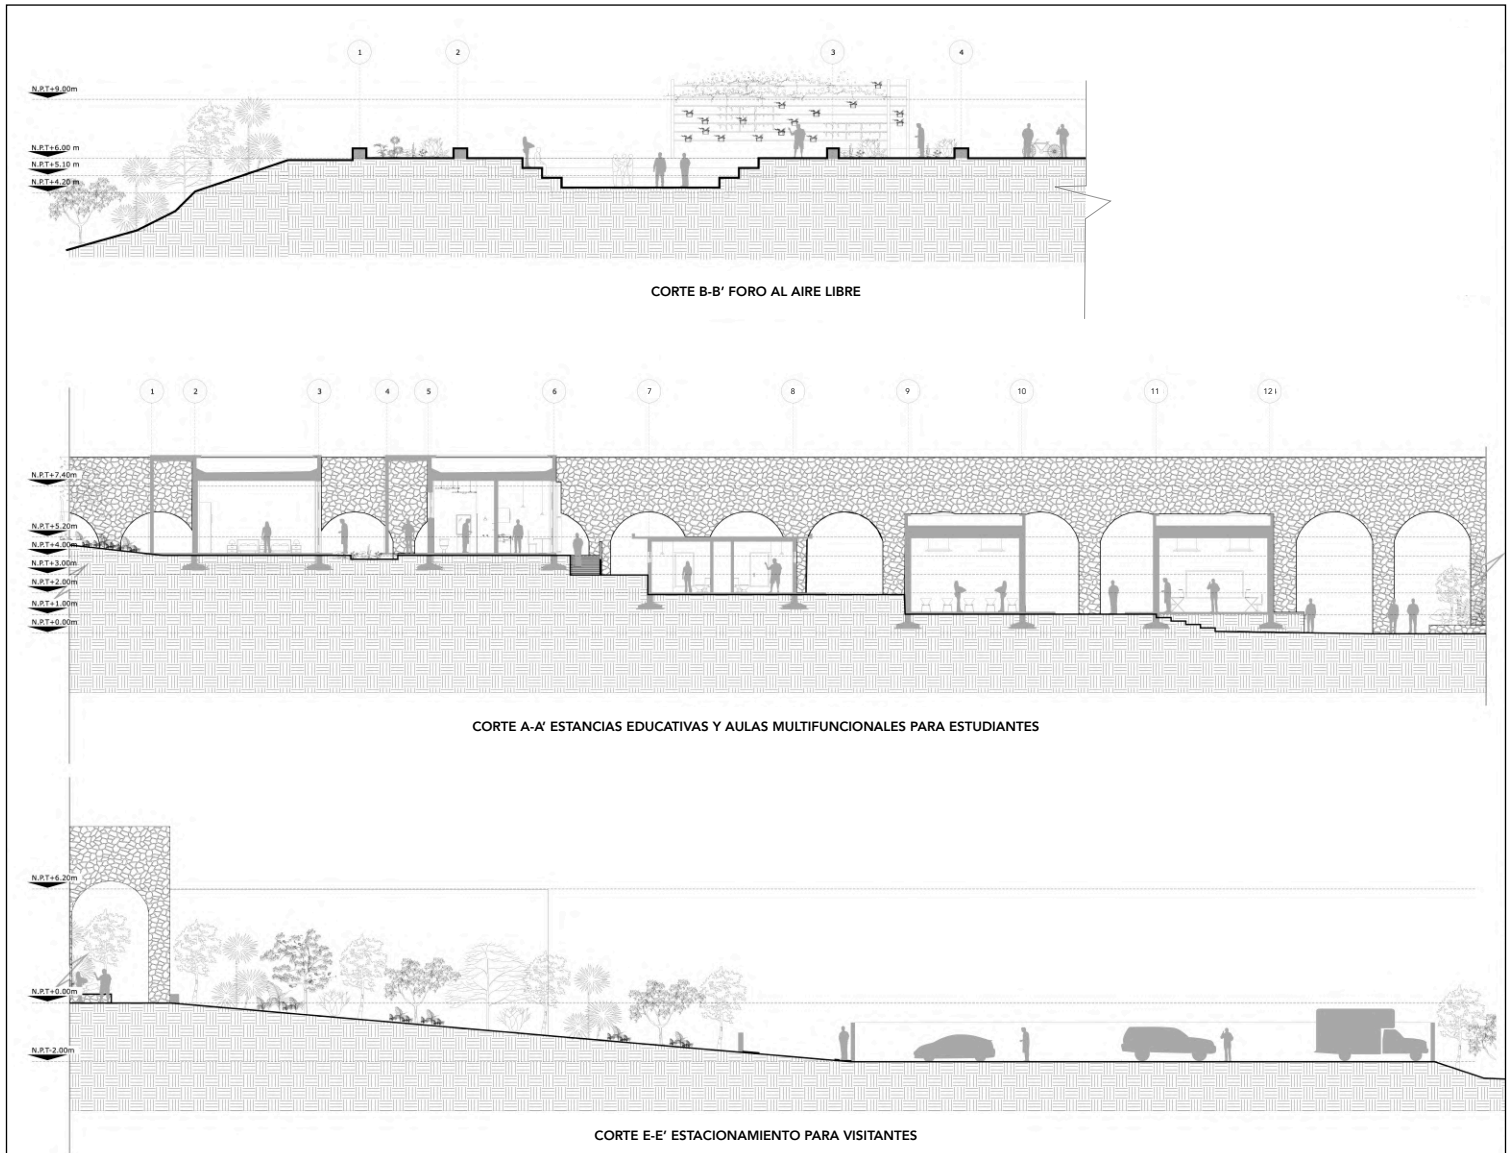 1 2 3 4
N.P.T+9.00m
N.P.T+6.00 m
N.P.T+5.10 m
N.P.T+4.20 m
CORTE B-B’ FORO AL AIRE LIBRE
1 2 3 4 5 6 7 8 9 10 11 12
N.P.T+7.40m
N.P.T+5.20m
N.P.T+4.00m
N.P.T+3.00m
N.P.T+2.00m
N.P.T+1.00m
N.P.T+0.00m
CORTE A-A’ ESTANCIAS EDUCATIVAS Y AULAS MULTIFUNCIONALES PARA ESTUDIANTES
N.P.T+6.20m
N.P.T+0.00m
N.P.T-2.00m
CORTE E-E’ ESTACIONAMIENTO PARA VISITANTES